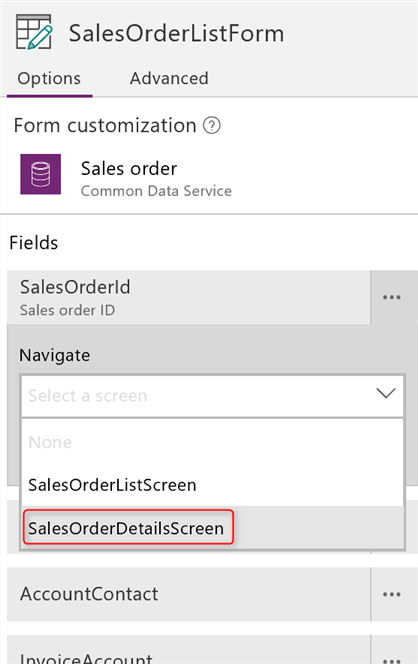 SalesOrderListForm
Options Advanced
Form customization ?
Sales order
Common Data Service
Fields
SalesOrderId
Sales order ID
Navigate
Select a screen
None
SalesOrderListScreen
SalesOrderDetailsScreen
AccountContact
InvoiceAccount